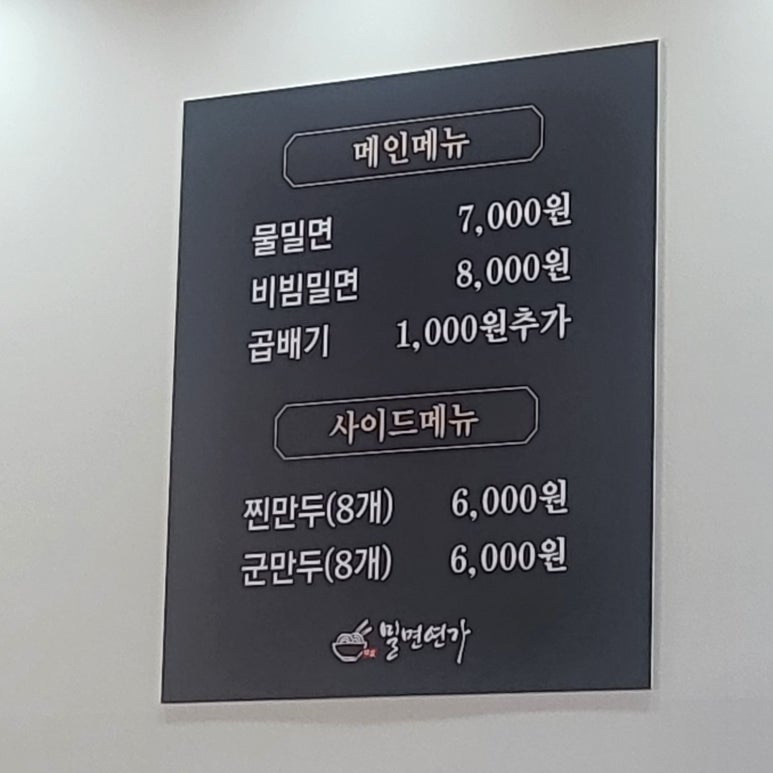 메인메뉴
물밀면 7,000원
비빔밀면 8,000원
곱배기 1,000원추가
사이드메뉴
찐만두(8개) 6,000원
군만두(8개) 6,000원
밀면연가